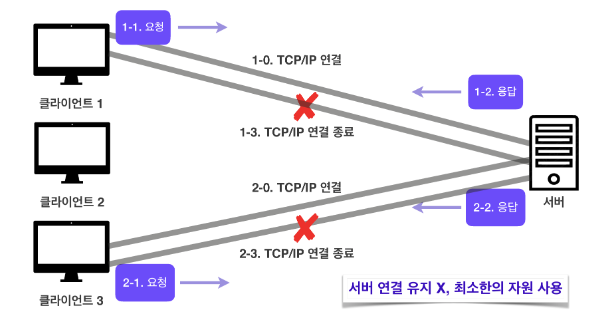 1-1. 요청
1-0. TCP/IP 연결
1-2. 응답
클라이언트 1
1-3. TCP/IP 연결 종료
클라이언트 2
2-0. TCP/IP 연결
서버
2-2. 응답
2-3. TCP/IP 연결 종료
2-1. 요청
서버 연결 유지 X, 최소한의 자원 사용
클라이언트 3